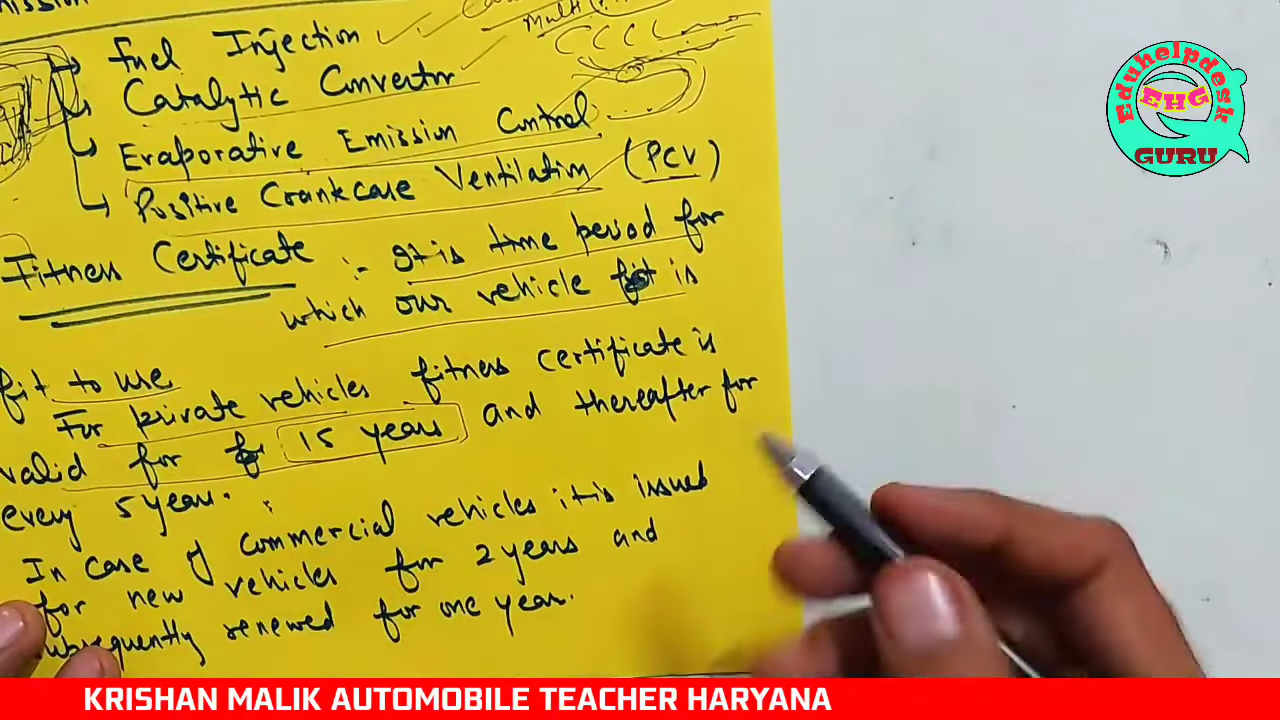 Fuel Injection
Catalytic Convertor
Evaporative Emission Control
Positive Crankcase Ventilation (PCV)
Fitness Certificate :- It is time period for
which our vehicle is
fit to use
For private vehicles fitness certificate is
valid for 15 years and thereafter for
every 5 year.
In case of commercial vehicles it is issued
for new vehicles for 2 years and
subsequently renewed for one year.
Eduhelpdesk
EHG
GURU
KRISHAN MALIK AUTOMOBILE TEACHER HARYANA